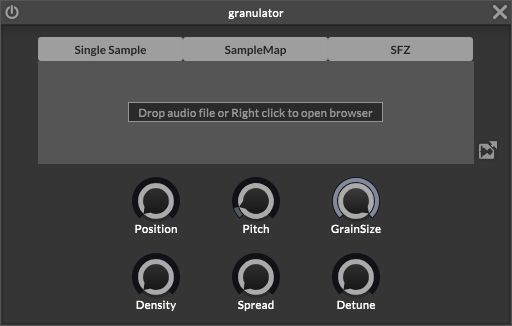 granulator
Single Sample SampleMap SFZ
Drop audio file or Right click to open browser
Position Pitch GrainSize
Density Spread Detune